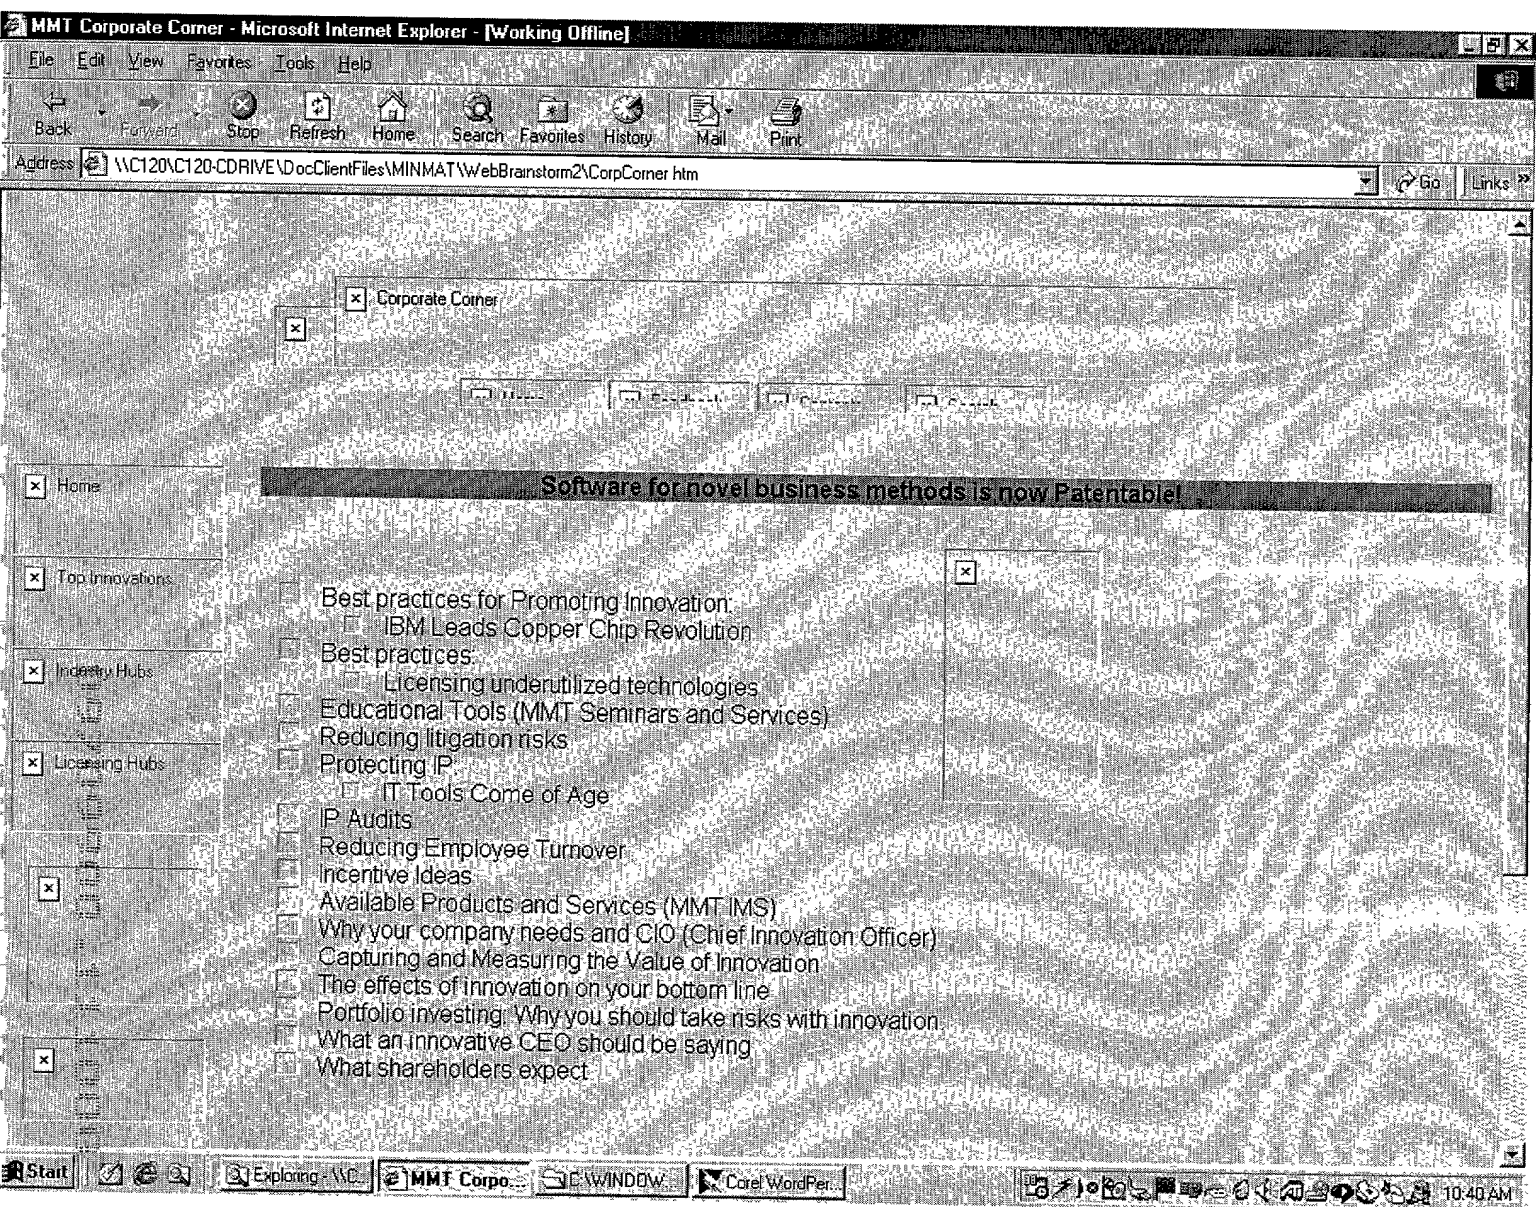 MMT Corporate Corner - Microsoft Internet Explorer - [Working Offline]
File Edit View Favorites Tools Help
Back Forward Stop Refresh Home Search Favorites History Mail Print
Address \\C120\C120-CDRIVE\DocClientFiles\MINMAT\WebBrainstorm2\CorpCorner htm Go Links »
Corporate Corner
Home Feedback Contents Search
Home
Software for novel business methods is now Patentable!
Top Innovations
Best practices for Promoting Innovation:
IBM Leads Copper Chip Revolution
Best practices:
Industry Hubs
Licensing underutilized technologies
Educational Tools (MMT Seminars and Services)
Reducing litigation risks
Licensing Hubs
Protecting IP
IT Tools Come of Age
IP Audits
Reducing Employee Turnover
Incentive Ideas
Available Products and Services (MMT IMS)
Why your company needs and CIO (Chief Innovation Officer)
Capturing and Measuring the Value of Innovation
The effects of innovation on your bottom line
Portfolio investing: Why you should take risks with innovation.
What an innovative CEO should be saying
What shareholders expect
Start Exploring - \\C... MMT Corpo... C:\WINDOW... Corel WordPer... 10:40 AM